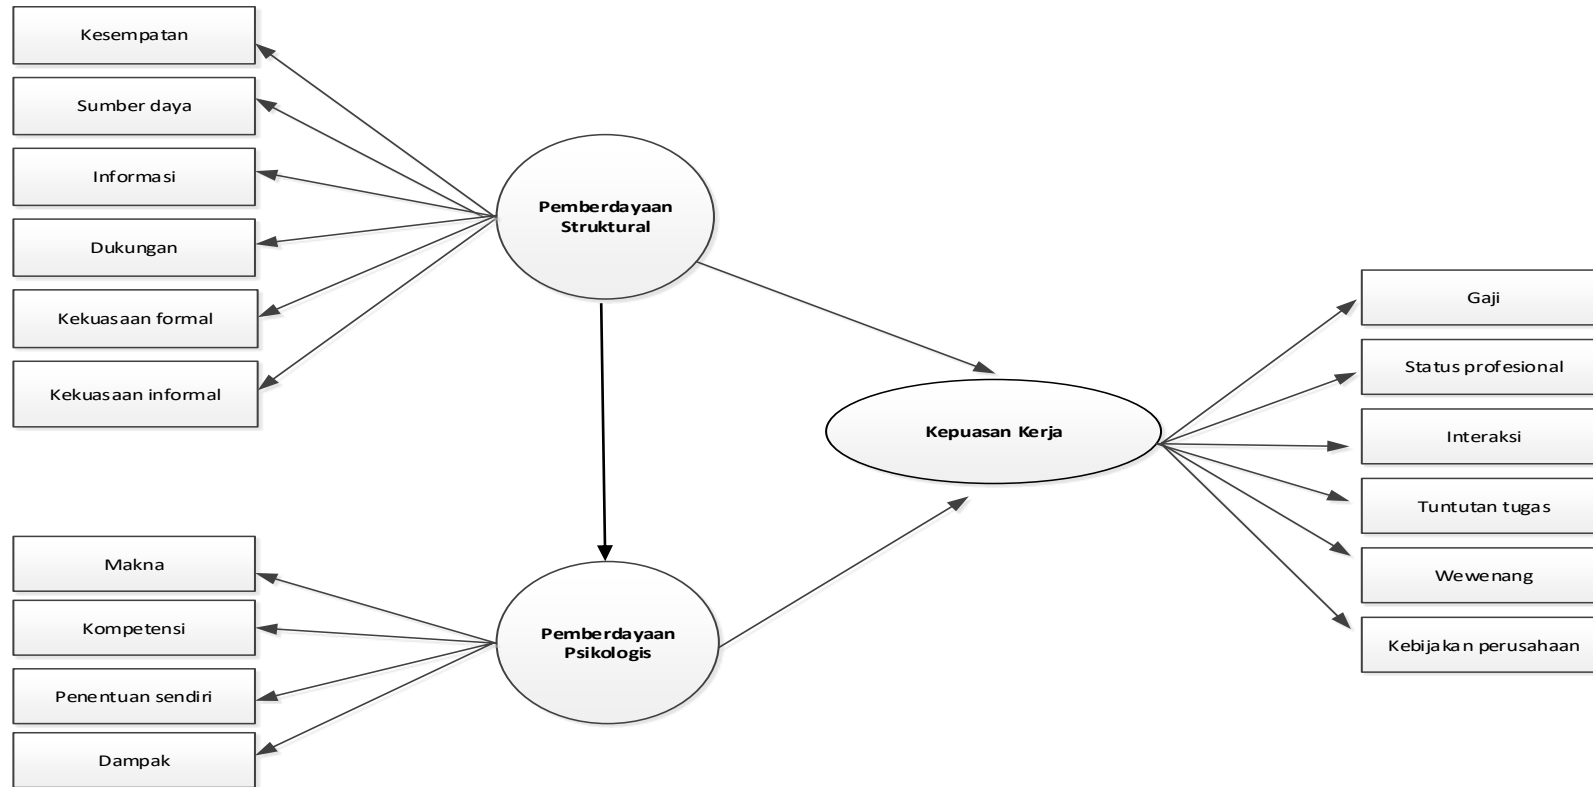 Kesempatan
Sumber daya
Informasi
Dukungan
Kekuasaan formal
Kekuasaan informal
Pemberdayaan
Struktural
Kepuasan Kerja
Gaji
Status profesional
Interaksi
Tuntutan tugas
Wewenang
Kebijakan perusahaan
Makna
Kompetensi
Penentuan sendiri
Dampak
Pemberdayaan
Psikologis